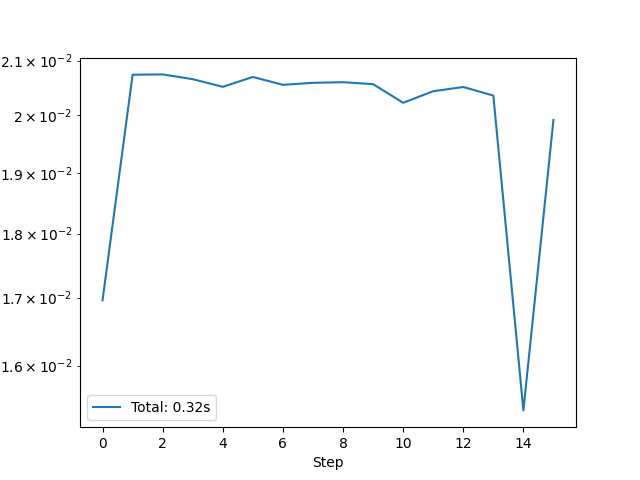 2.1 × 10⁻²
2 × 10⁻²
1.9 × 10⁻²
1.8 × 10⁻²
1.7 × 10⁻²
1.6 × 10⁻²
Total: 0.32s
0 2 4 6 8 10 12 14
Step